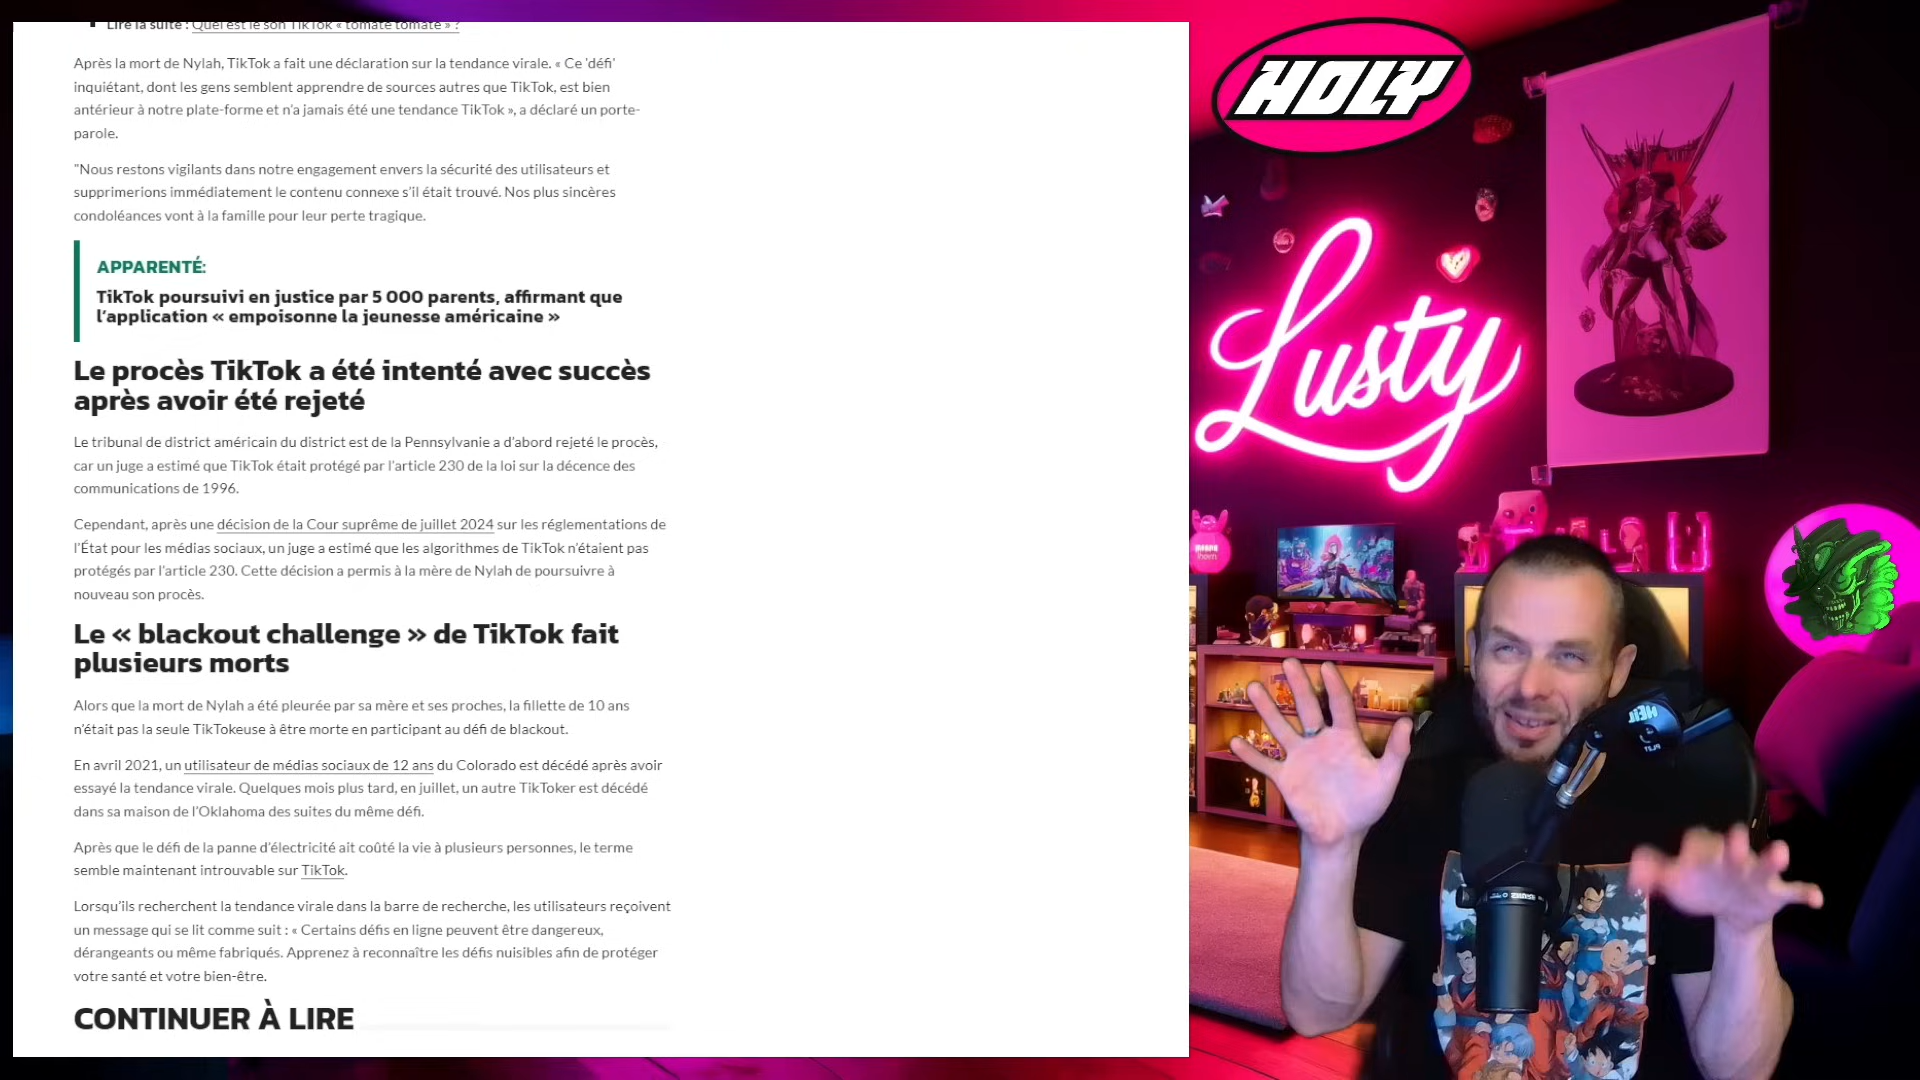 Lire la suite : Quel est le son TikTok « tomate tomate » ?
Après la mort de Nylah, TikTok a fait une déclaration sur la tendance virale. « Ce 'défi'
inquiétant, dont les gens semblent apprendre de sources autres que TikTok, est bien
antérieur à notre plate-forme et n'a jamais été une tendance TikTok », a déclaré un porte-
parole.
"Nous restons vigilants dans notre engagement envers la sécurité des utilisateurs et
supprimerions immédiatement le contenu connexe s'il était trouvé. Nos plus sincères
condoléances vont à la famille pour leur perte tragique.
APPARENTÉ:
TikTok poursuivi en justice par 5 000 parents, affirmant que
l'application « empoisonne la jeunesse américaine »
Le procès TikTok a été intenté avec succès
après avoir été rejeté
Le tribunal de district américain du district est de la Pennsylvanie a d'abord rejeté le procès,
car un juge a estimé que TikTok était protégé par l'article 230 de la loi sur la décence des
communications de 1996.
Cependant, après une décision de la Cour suprême de juillet 2024 sur les réglementations de
l'État pour les médias sociaux, un juge a estimé que les algorithmes de TikTok n'étaient pas
protégés par l'article 230. Cette décision a permis à la mère de Nylah de poursuivre à
nouveau son procès.
Le « blackout challenge » de TikTok fait
plusieurs morts
Alors que la mort de Nylah a été pleurée par sa mère et ses proches, la fillette de 10 ans
n'était pas la seule TikTokeuse à être morte en participant au défi de blackout.
En avril 2021, un utilisateur de médias sociaux de 12 ans du Colorado est décédé après avoir
essayé la tendance virale. Quelques mois plus tard, en juillet, un autre TikToker est décédé
dans sa maison de l'Oklahoma des suites du même défi.
Après que le défi de la panne d'électricité ait coûté la vie à plusieurs personnes, le terme
semble maintenant introuvable sur TikTok.
Lorsqu'ils recherchent la tendance virale dans la barre de recherche, les utilisateurs reçoivent
un message qui se lit comme suit : « Certains défis en ligne peuvent être dangereux,
dérangeants ou même fabriqués. Apprenez à reconnaître les défis nuisibles afin de protéger
votre santé et votre bien-être.
CONTINUER À LIRE
HOLY
Lusty